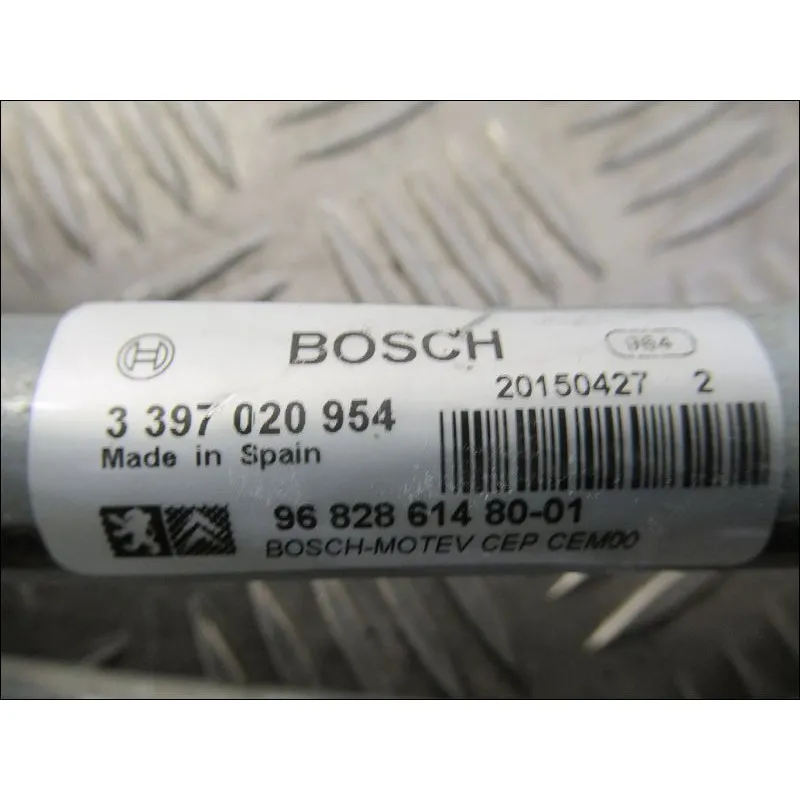 BOSCH
964
20150427 2
3 397 020 954
Made in Spain
96 828 614 80-01
BOSCH-MOTEV CEP CEM00